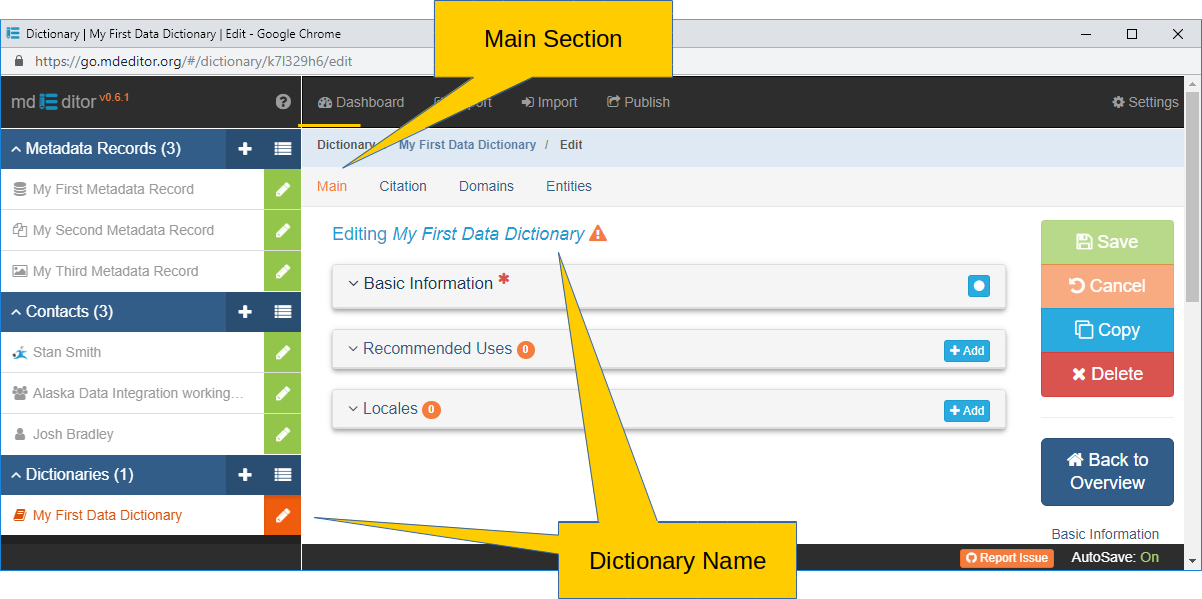 Main Section
Dictionary | My First Data Dictionary | Edit - Google Chrome
https://go.mdeditor.org/#/dictionary/k7l329h6/edit
md ditor v0.6.1
Dashboard
Import
Publish
Settings
Metadata Records (3)
My First Metadata Record
My Second Metadata Record
My Third Metadata Record
Contacts (3)
Stan Smith
Alaska Data Integration working...
Josh Bradley
Dictionaries (1)
My First Data Dictionary
Dictionary My First Data Dictionary / Edit
Main Citation Domains Entities
Editing My First Data Dictionary
Basic Information *
Recommended Uses 0
+ Add
Locales 0
+ Add
Save
Cancel
Copy
Delete
Back to
Overview
Basic Information
Report Issue
AutoSave: On
Dictionary Name